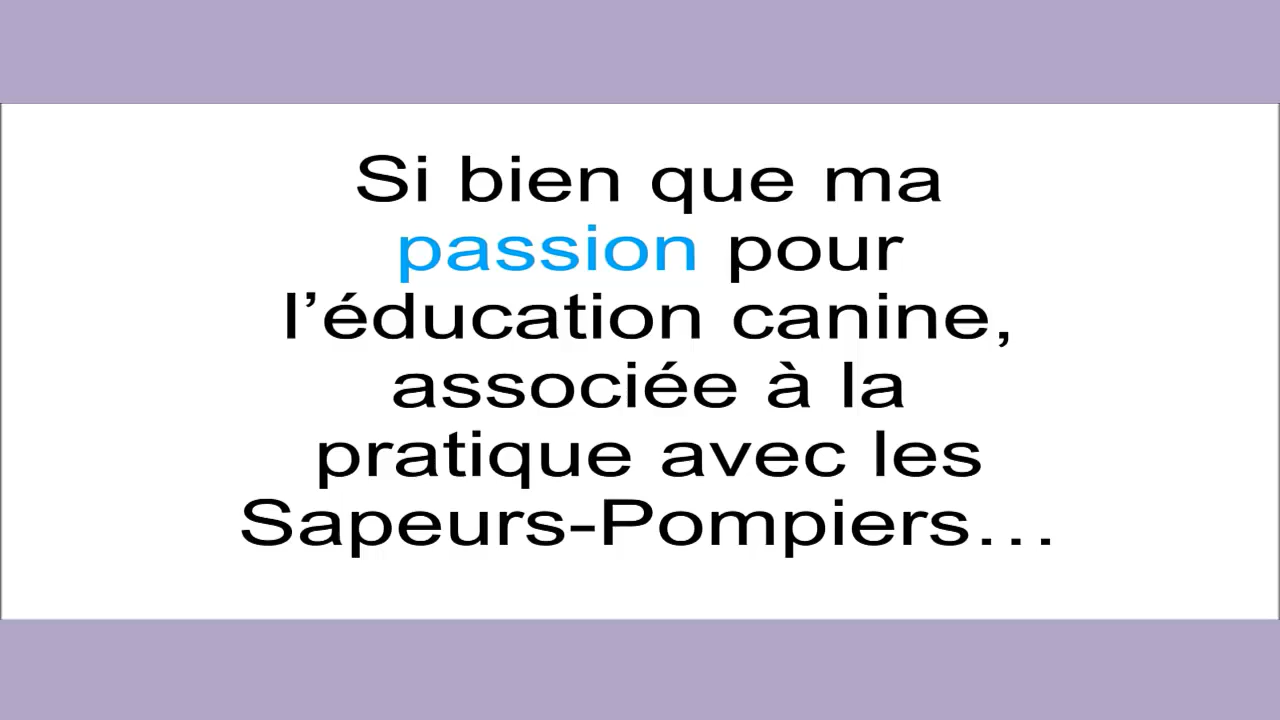 Si bien que ma
passion pour
l’éducation canine,
associée à la
pratique avec les
Sapeurs-Pompiers…